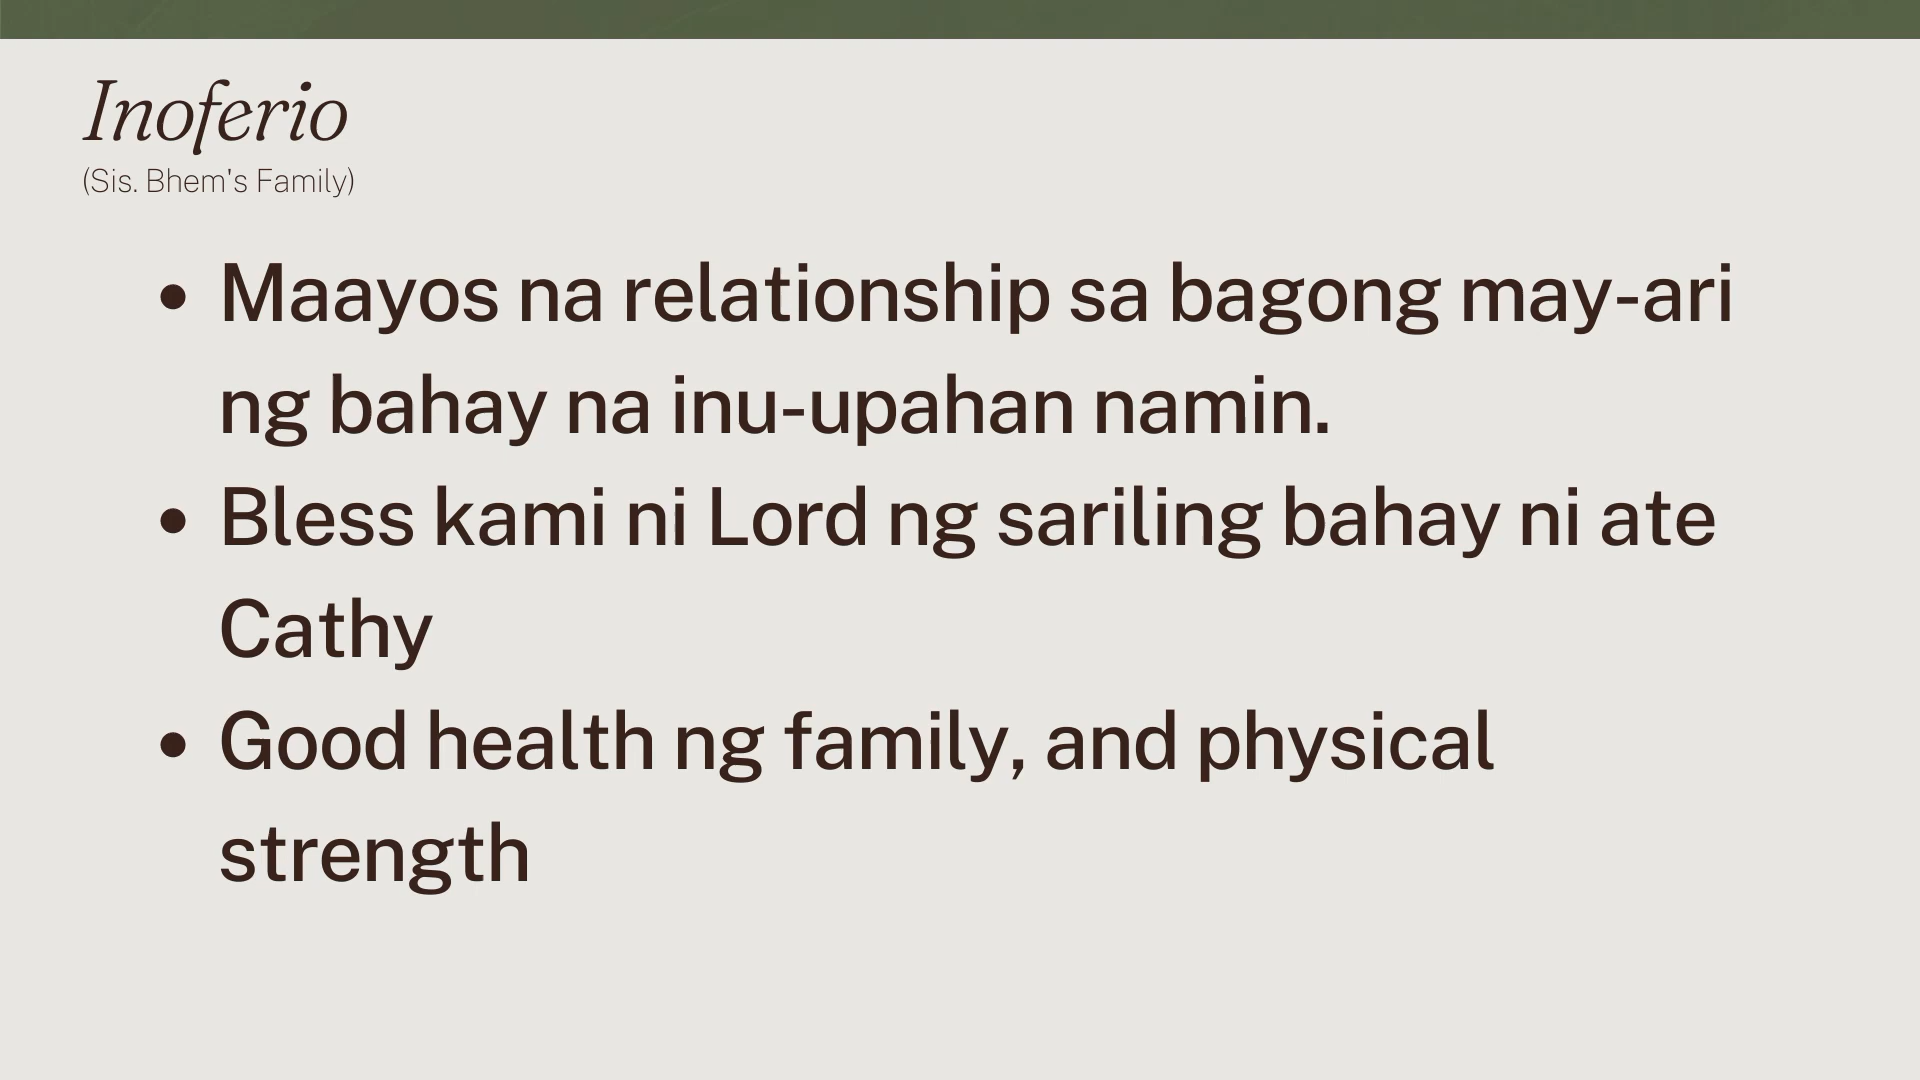 Inoferio
(Sis. Bhem's Family)
• Maayos na relationship sa bagong may-ari
ng bahay na inu-upahan namin.
• Bless kami ni Lord ng sariling bahay ni ate
Cathy
• Good health ng family, and physical
strength